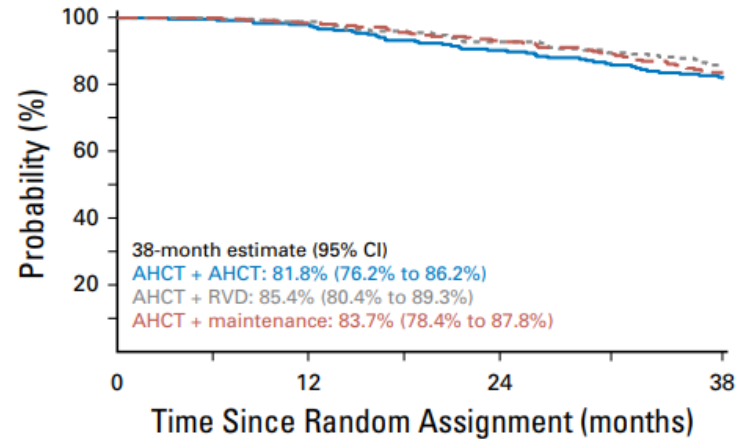 100
80
60
40
20
Probability (%)
38-month estimate (95% CI)
AHCT + AHCT: 81.8% (76.2% to 86.2%)
AHCT + RVD: 85.4% (80.4% to 89.3%)
AHCT + maintenance: 83.7% (78.4% to 87.8%)
0 12 24 38
Time Since Random Assignment (months)